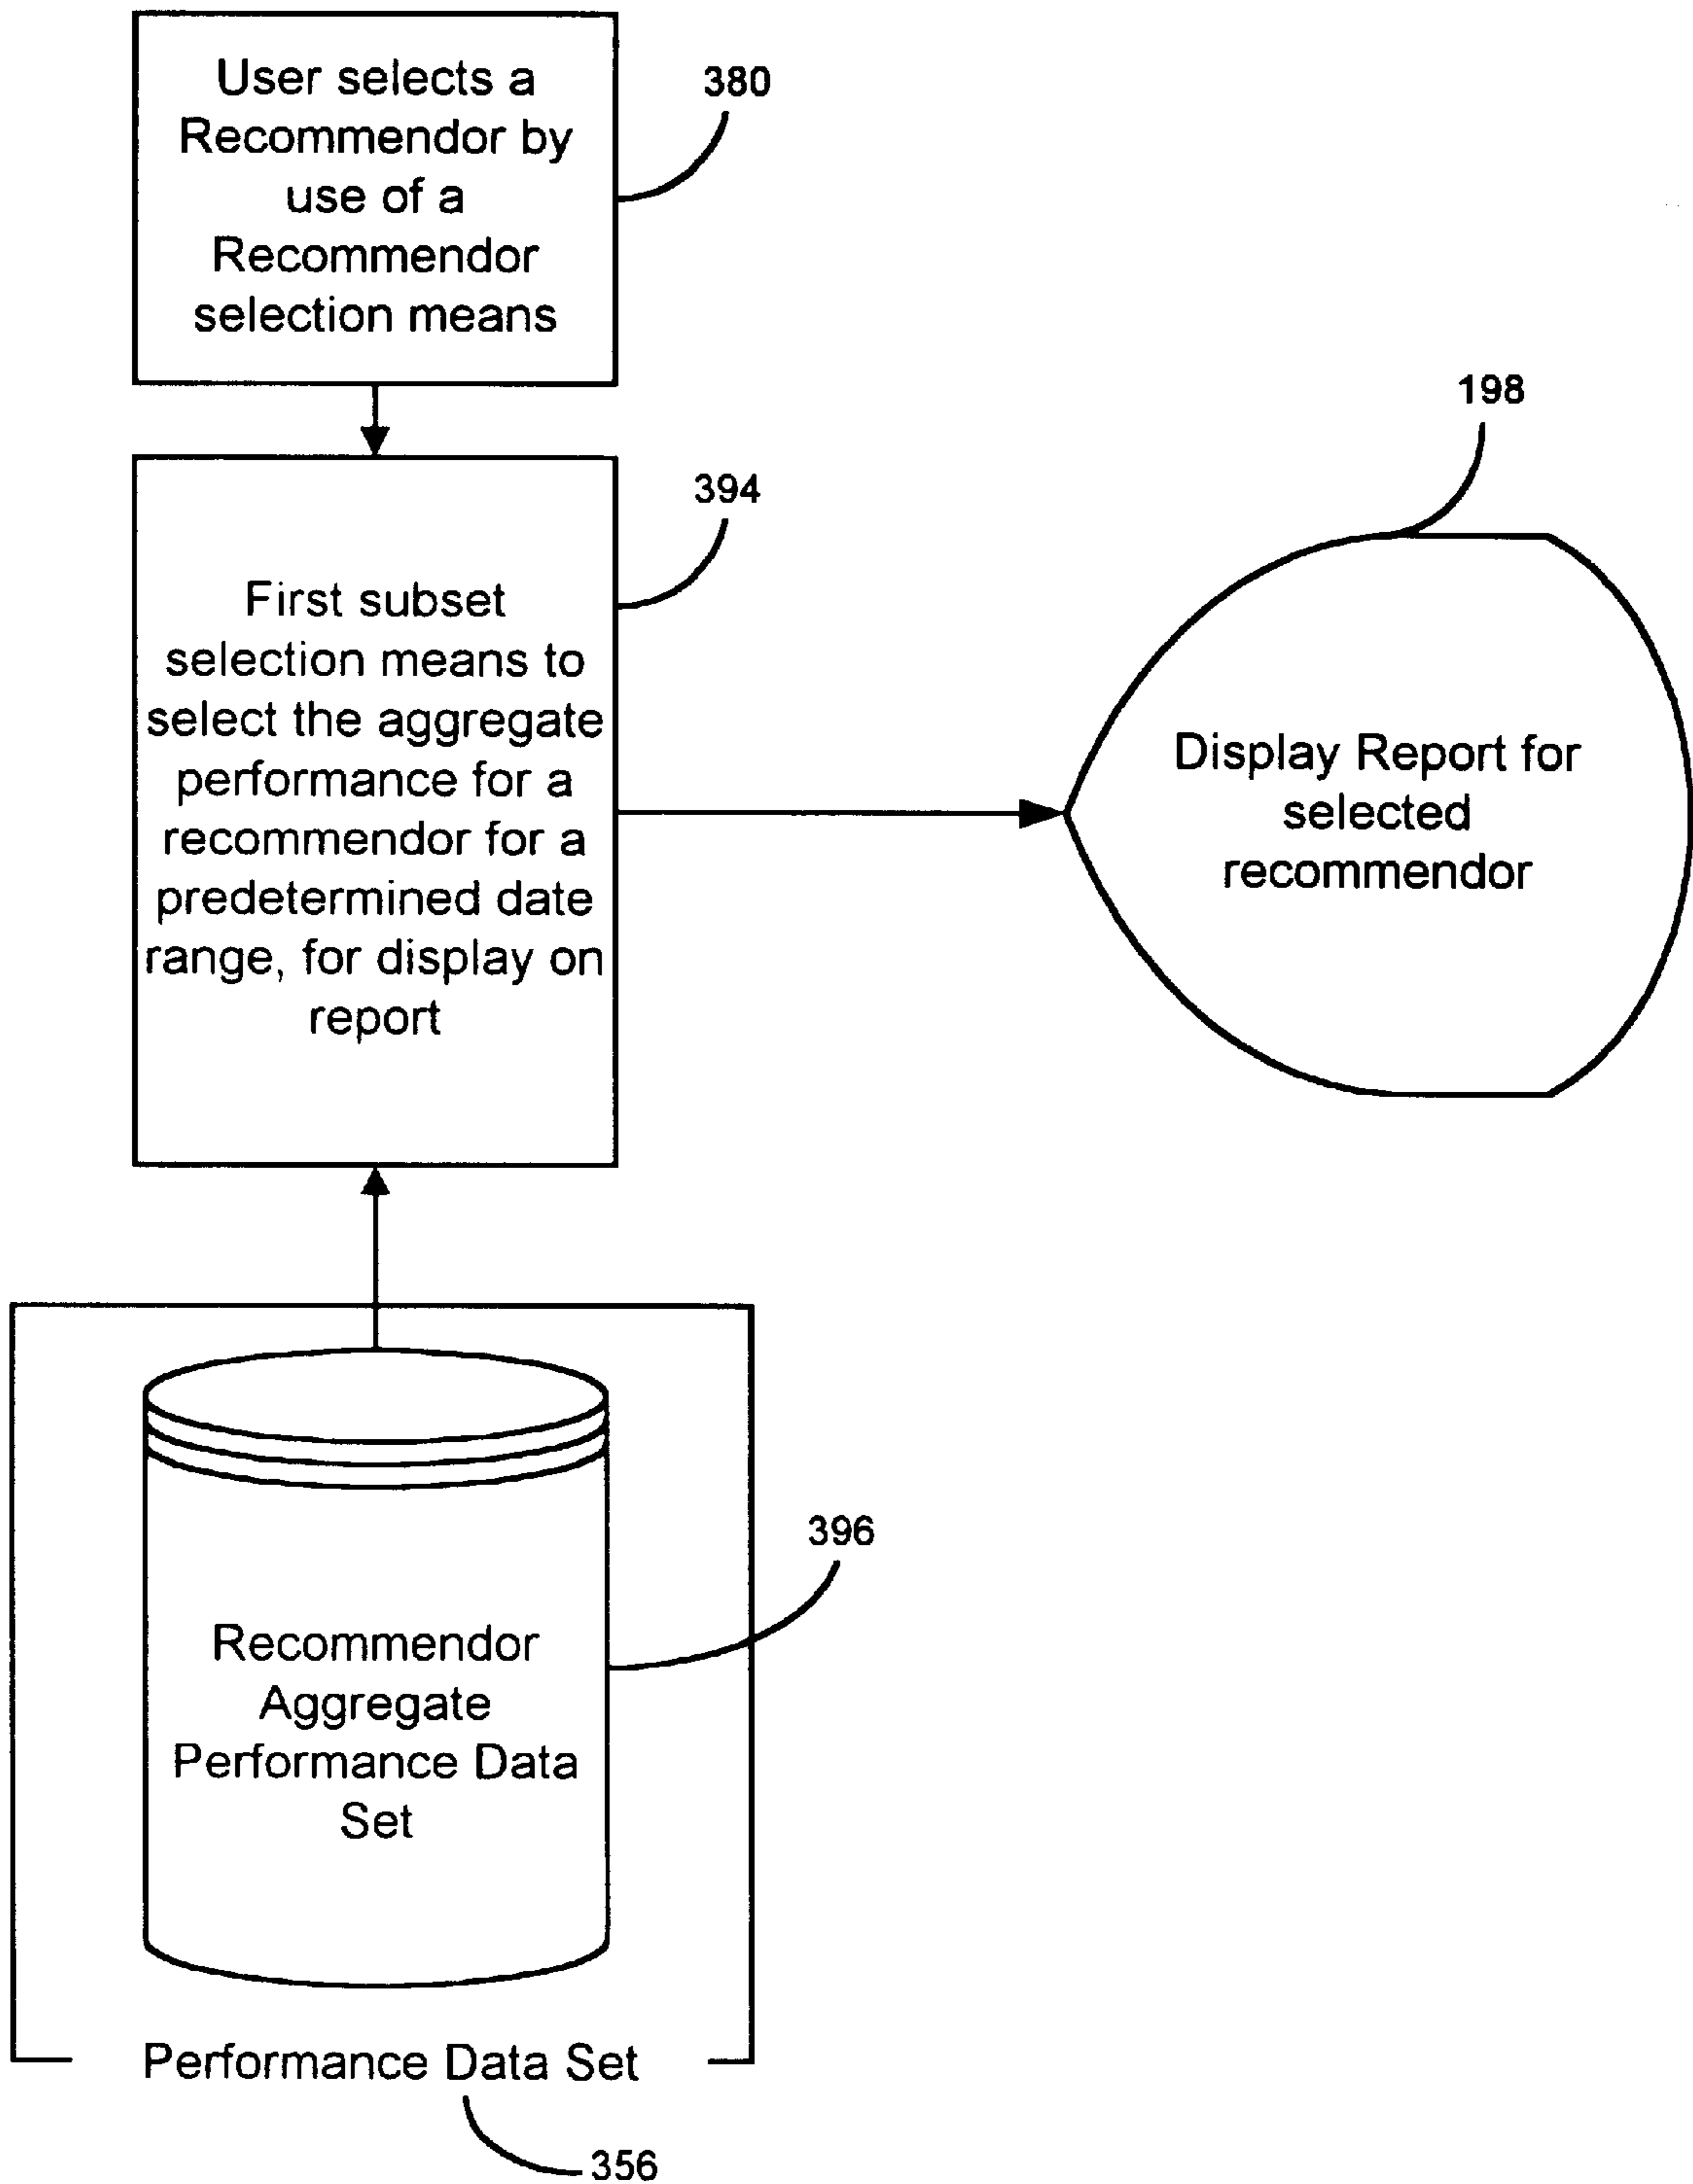 User selects a
Recommendor by
use of a
Recommendor
selection means
380
394
First subset
selection means to
select the aggregate
performance for a
recommendor for a
predetermined date
range, for display on
report
198
Display Report for
selected
recommendor
396
Recommendor
Aggregate
Performance Data
Set
Performance Data Set
356